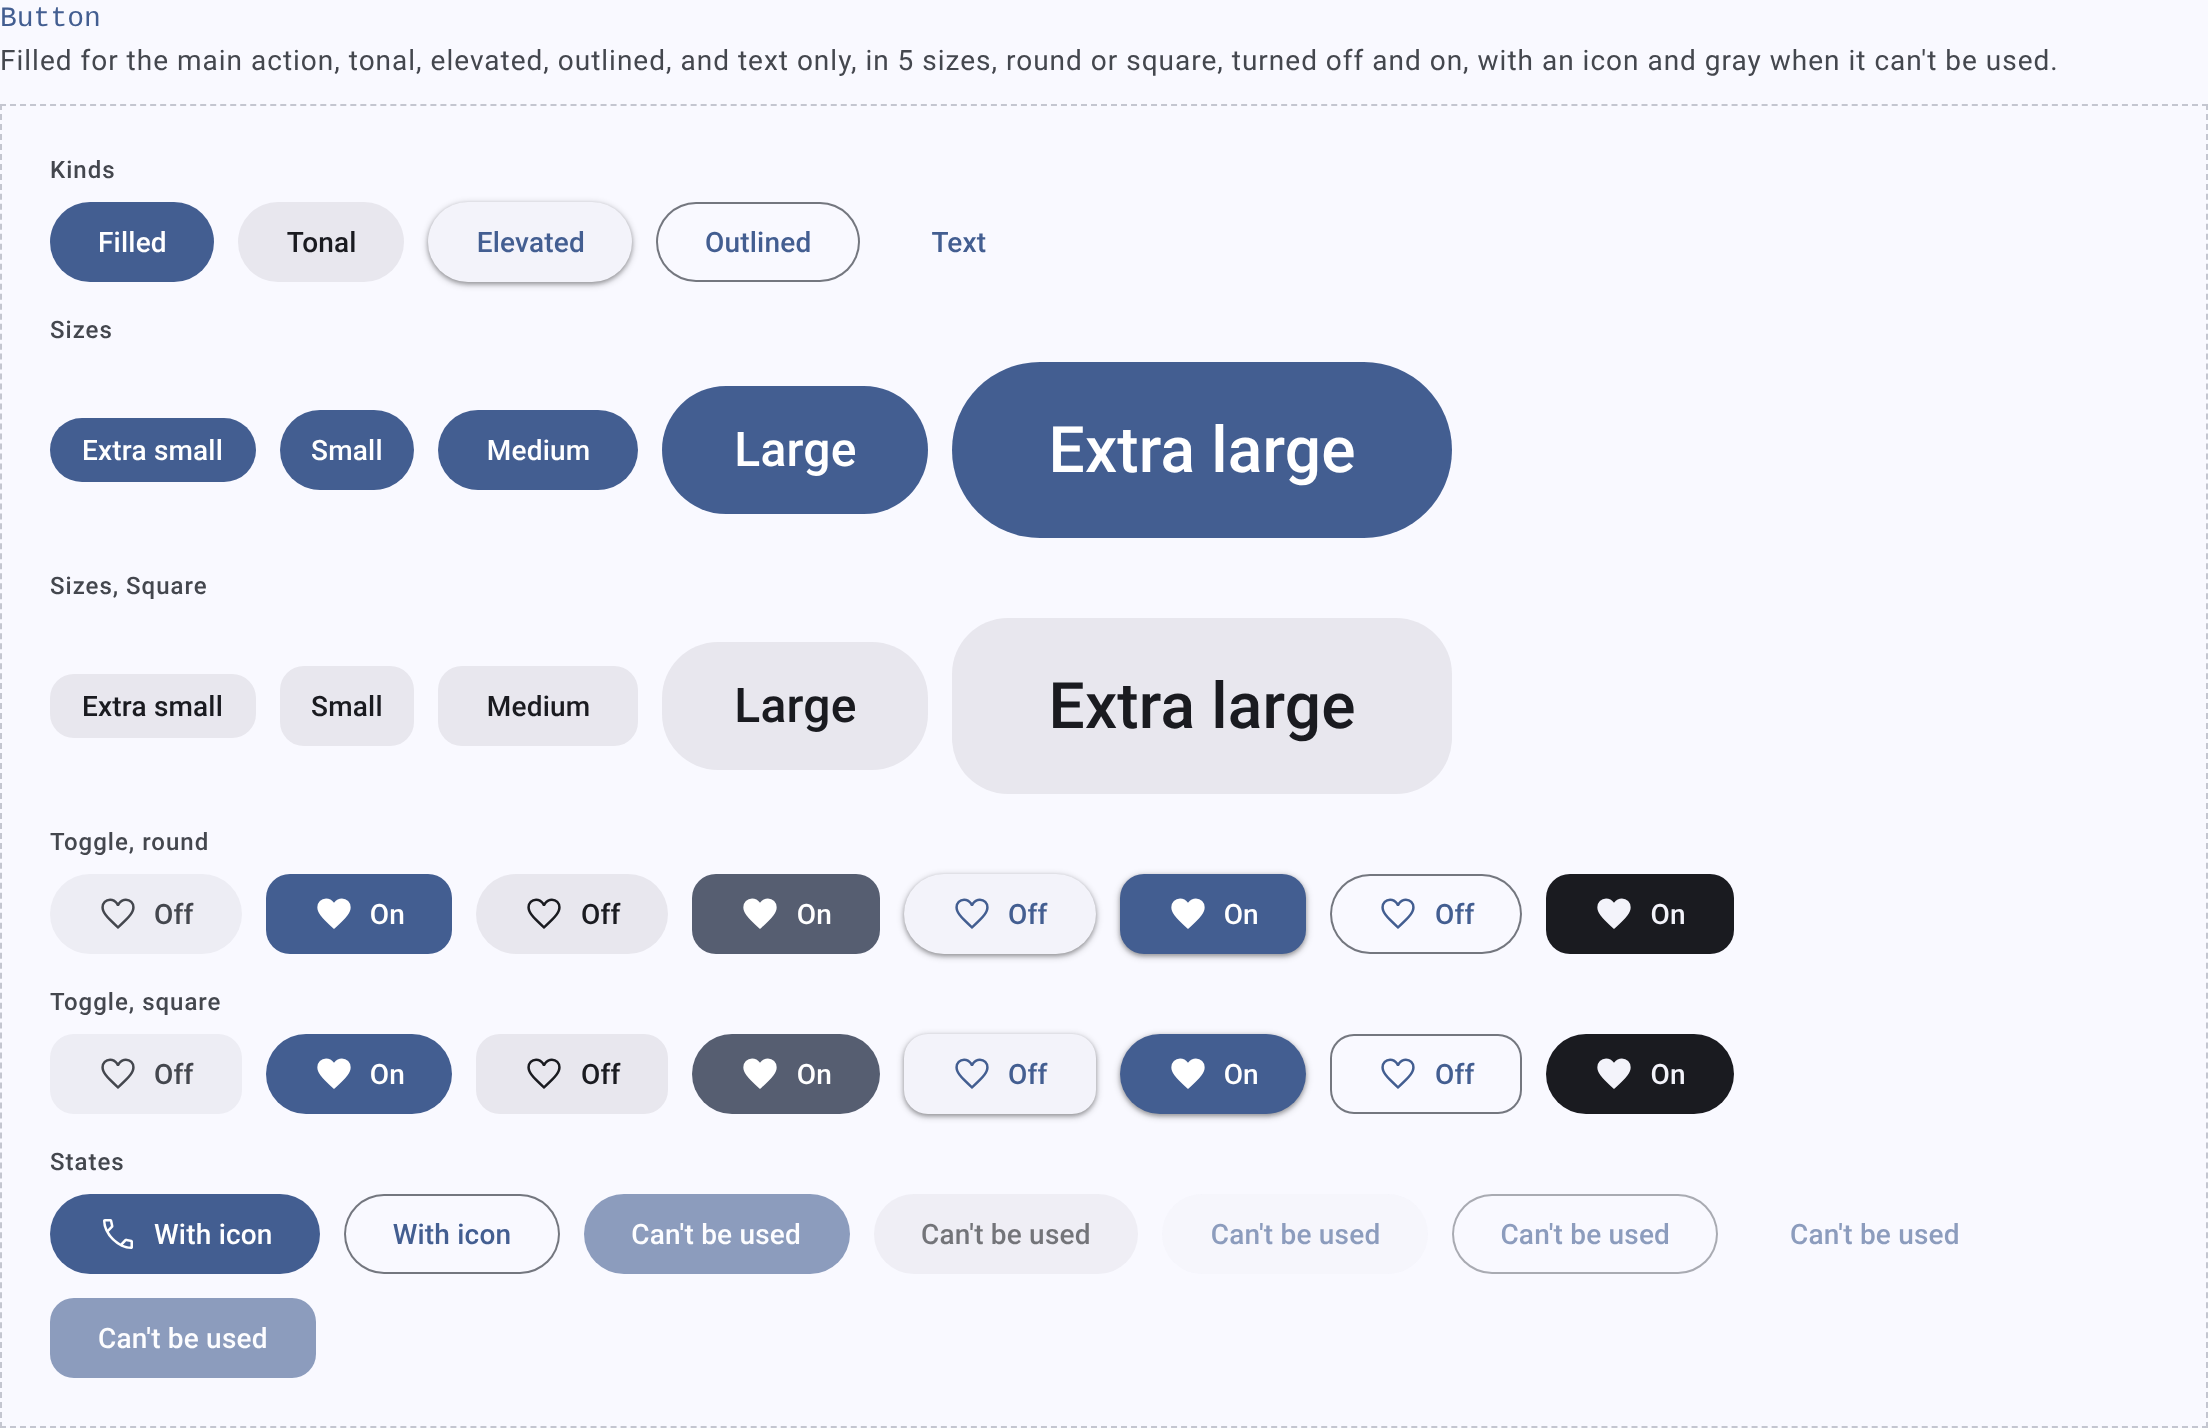 Button
Filled for the main action, tonal, elevated, outlined, and text only, in 5 sizes, round or square, turned off and on, with an icon and gray when it can't be used.
Kinds
Filled Tonal Elevated Outlined Text
Sizes
Extra small Small Medium Large Extra large
Sizes, Square
Extra small Small Medium Large Extra large
Toggle, round
Off On Off On Off On Off On
Toggle, square
Off On Off On Off On Off On
States
With icon With icon Can't be used Can't be used Can't be used Can't be used Can't be used
Can't be used